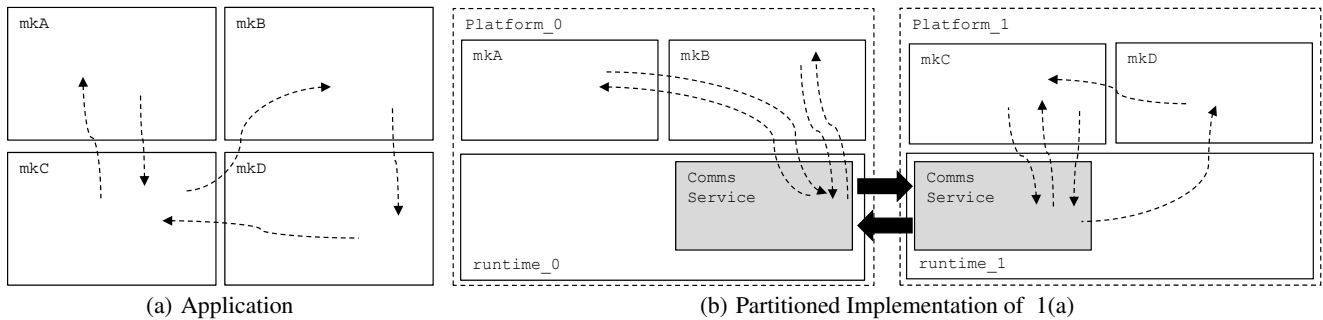 mkA
mkB
mkC
mkD
(a) Application
Platform_0
mkA
mkB
Comms
Service
runtime_0
Platform_1
mkC
mkD
Comms
Service
runtime_1
(b) Partitioned Implementation of 1(a)